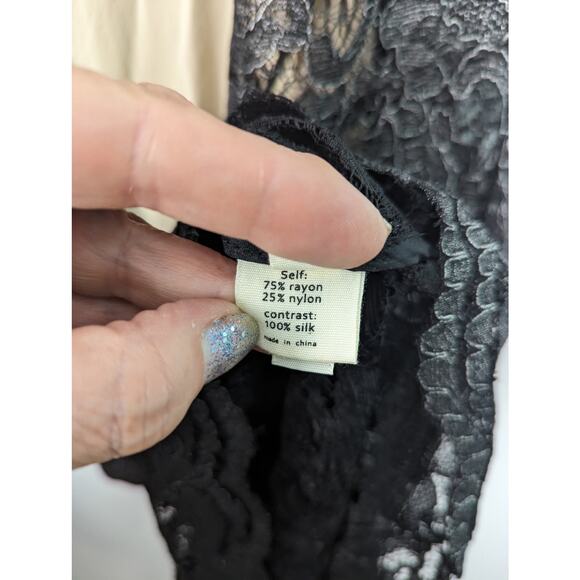 Self:
75% rayon
25% nylon
contrast:
100% silk
made in china